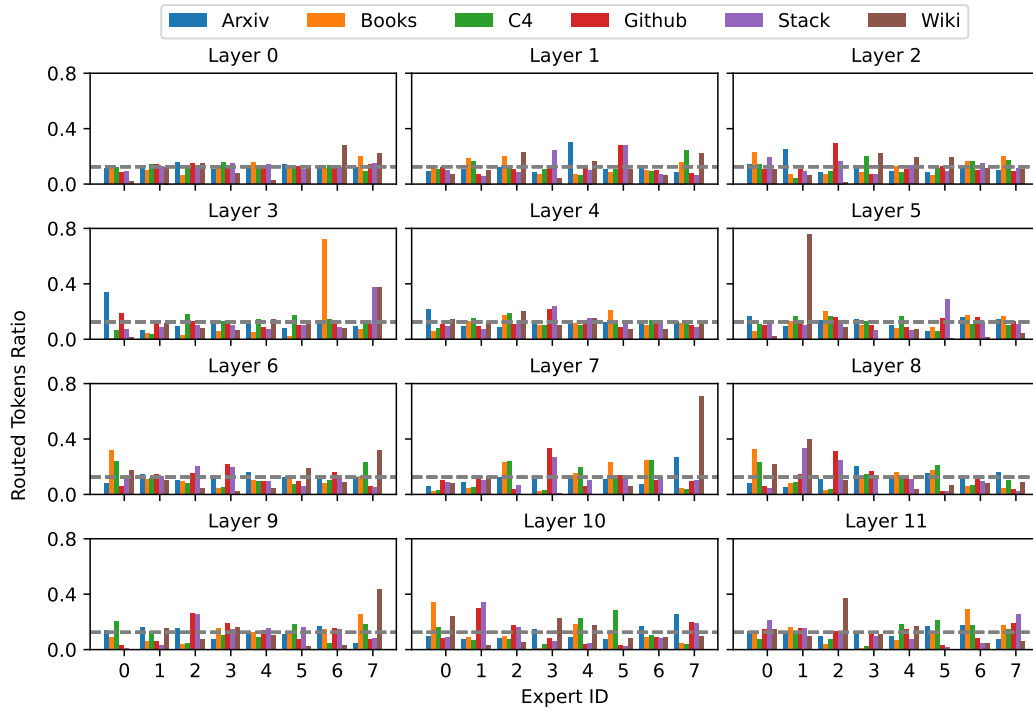 Arxiv Books C4 Github Stack Wiki
Layer 0 Layer 1 Layer 2
0.8
0.4
0.0
Layer 3 Layer 4 Layer 5
0.8
0.4
0.0
Layer 6 Layer 7 Layer 8
0.8
0.4
0.0
Layer 9 Layer 10 Layer 11
0.8
0.4
0.0
0 1 2 3 4 5 6 7 0 1 2 3 4 5 6 7 0 1 2 3 4 5 6 7
Routed Tokens Ratio
Expert ID